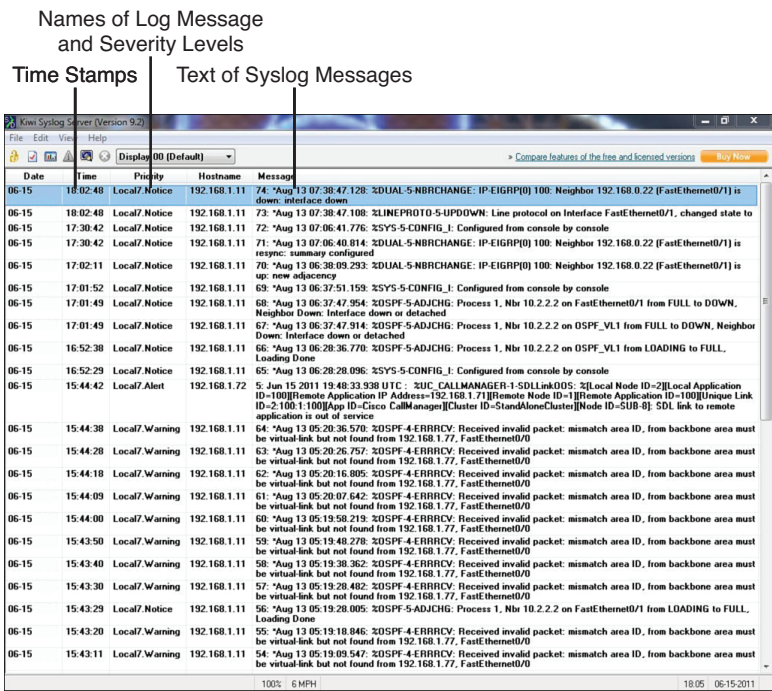 Names of Log Message
and Severity Levels
Time Stamps
Text of Syslog Messages
Kiwi Syslog Server (Version 9.2)
File Edit View Help
Display 00 (Default)
» Compare features of the free and licensed versions
Buy Now
Date Time Priority Hostname Message
06-15 18:02:48 Local7.Notice 192.168.1.11 74: *Aug 13 07:38:47.128: %DUAL-5-NBRCHANGE: IP-EIGRP(0) 100: Neighbor 192.168.0.22 (FastEthernet0/1) is
down: interface down
06-15 18:02:48 Local7.Notice 192.168.1.11 73: *Aug 13 07:38:47.108: %LINEPROTO-5-UPDOWN: Line protocol on Interface FastEthernet0/1, changed state to
06-15 17:30:42 Local7.Notice 192.168.1.11 72: *Aug 13 07:06:41.776: %SYS-5-CONFIG_I: Configured from console by console
06-15 17:30:42 Local7.Notice 192.168.1.11 71: *Aug 13 07:06:40.814: %DUAL-5-NBRCHANGE: IP-EIGRP(0) 100: Neighbor 192.168.0.22 (FastEthernet0/1) is
resync: summary configured
06-15 17:02:11 Local7.Notice 192.168.1.11 70: *Aug 13 06:38:09.293: %DUAL-5-NBRCHANGE: IP-EIGRP(0) 100: Neighbor 192.168.0.22 (FastEthernet0/1) is
up: new adjacency
06-15 17:01:52 Local7.Notice 192.168.1.11 69: *Aug 13 06:37:51.159: %SYS-5-CONFIG_I: Configured from console by console
06-15 17:01:49 Local7.Notice 192.168.1.11 68: *Aug 13 06:37:47.954: %OSPF-5-ADJCHG: Process 1, Nbr 10.2.2.2 on FastEthernet0/1 from FULL to DOWN,
Neighbor Down: Interface down or detached
06-15 17:01:49 Local7.Notice 192.168.1.11 67: *Aug 13 06:37:47.914: %OSPF-5-ADJCHG: Process 1, Nbr 10.2.2.2 on OSPF_VL1 from FULL to DOWN, Neighbor
Down: Interface down or detached
06-15 16:52:38 Local7.Notice 192.168.1.11 66: *Aug 13 06:28:36.770: %OSPF-5-ADJCHG: Process 1, Nbr 10.2.2.2 on OSPF_VL1 from LOADING to FULL,
Loading Done
06-15 16:52:29 Local7.Notice 192.168.1.11 65: *Aug 13 06:28:28.096: %SYS-5-CONFIG_I: Configured from console by console
06-15 15:44:42 Local7.Alert 192.168.1.72 5: Jun 15 2011 19:48:33.938 UTC : %UC_CALLMANAGER-1-SDLLinkOOS: %[Local Node ID=2][Local Application
ID=100][Remote Application IP Address=192.168.1.71][Remote Node ID=1][Remote Application ID=100][Unique Link
ID=2:100:1:100][App ID=Cisco CallManager][Cluster ID=StandAloneCluster][Node ID=SUB-8]: SDL link to remote
application is out of service
06-15 15:44:38 Local7.Warning 192.168.1.11 64: *Aug 13 05:20:36.570: %OSPF-4-ERRRCV: Received invalid packet: mismatch area ID, from backbone area must
be virtual-link but not found from 192.168.1.77, FastEthernet0/0
06-15 15:44:28 Local7.Warning 192.168.1.11 63: *Aug 13 05:20:26.757: %OSPF-4-ERRRCV: Received invalid packet: mismatch area ID, from backbone area must
be virtual-link but not found from 192.168.1.77, FastEthernet0/0
06-15 15:44:18 Local7.Warning 192.168.1.11 62: *Aug 13 05:20:16.805: %OSPF-4-ERRRCV: Received invalid packet: mismatch area ID, from backbone area must
be virtual-link but not found from 192.168.1.77, FastEthernet0/0
06-15 15:44:09 Local7.Warning 192.168.1.11 61: *Aug 13 05:20:07.642: %OSPF-4-ERRRCV: Received invalid packet: mismatch area ID, from backbone area must
be virtual-link but not found from 192.168.1.77, FastEthernet0/0
06-15 15:44:00 Local7.Warning 192.168.1.11 60: *Aug 13 05:19:58.219: %OSPF-4-ERRRCV: Received invalid packet: mismatch area ID, from backbone area must
be virtual-link but not found from 192.168.1.77, FastEthernet0/0
06-15 15:43:50 Local7.Warning 192.168.1.11 59: *Aug 13 05:19:48.278: %OSPF-4-ERRRCV: Received invalid packet: mismatch area ID, from backbone area must
be virtual-link but not found from 192.168.1.77, FastEthernet0/0
06-15 15:43:40 Local7.Warning 192.168.1.11 58: *Aug 13 05:19:38.362: %OSPF-4-ERRRCV: Received invalid packet: mismatch area ID, from backbone area must
be virtual-link but not found from 192.168.1.77, FastEthernet0/0
06-15 15:43:30 Local7.Warning 192.168.1.11 57: *Aug 13 05:19:28.482: %OSPF-4-ERRRCV: Received invalid packet: mismatch area ID, from backbone area must
be virtual-link but not found from 192.168.1.77, FastEthernet0/0
06-15 15:43:29 Local7.Notice 192.168.1.11 56: *Aug 13 05:19:28.005: %OSPF-5-ADJCHG: Process 1, Nbr 10.2.2.2 on FastEthernet0/1 from LOADING to FULL,
Loading Done
06-15 15:43:20 Local7.Warning 192.168.1.11 55: *Aug 13 05:19:18.846: %OSPF-4-ERRRCV: Received invalid packet: mismatch area ID, from backbone area must
be virtual-link but not found from 192.168.1.77, FastEthernet0/0
06-15 15:43:11 Local7.Warning 192.168.1.11 54: *Aug 13 05:19:09.547: %OSPF-4-ERRRCV: Received invalid packet: mismatch area ID, from backbone area must
be virtual-link but not found from 192.168.1.77, FastEthernet0/0
100% 6 MPH 18:05 06-15-2011